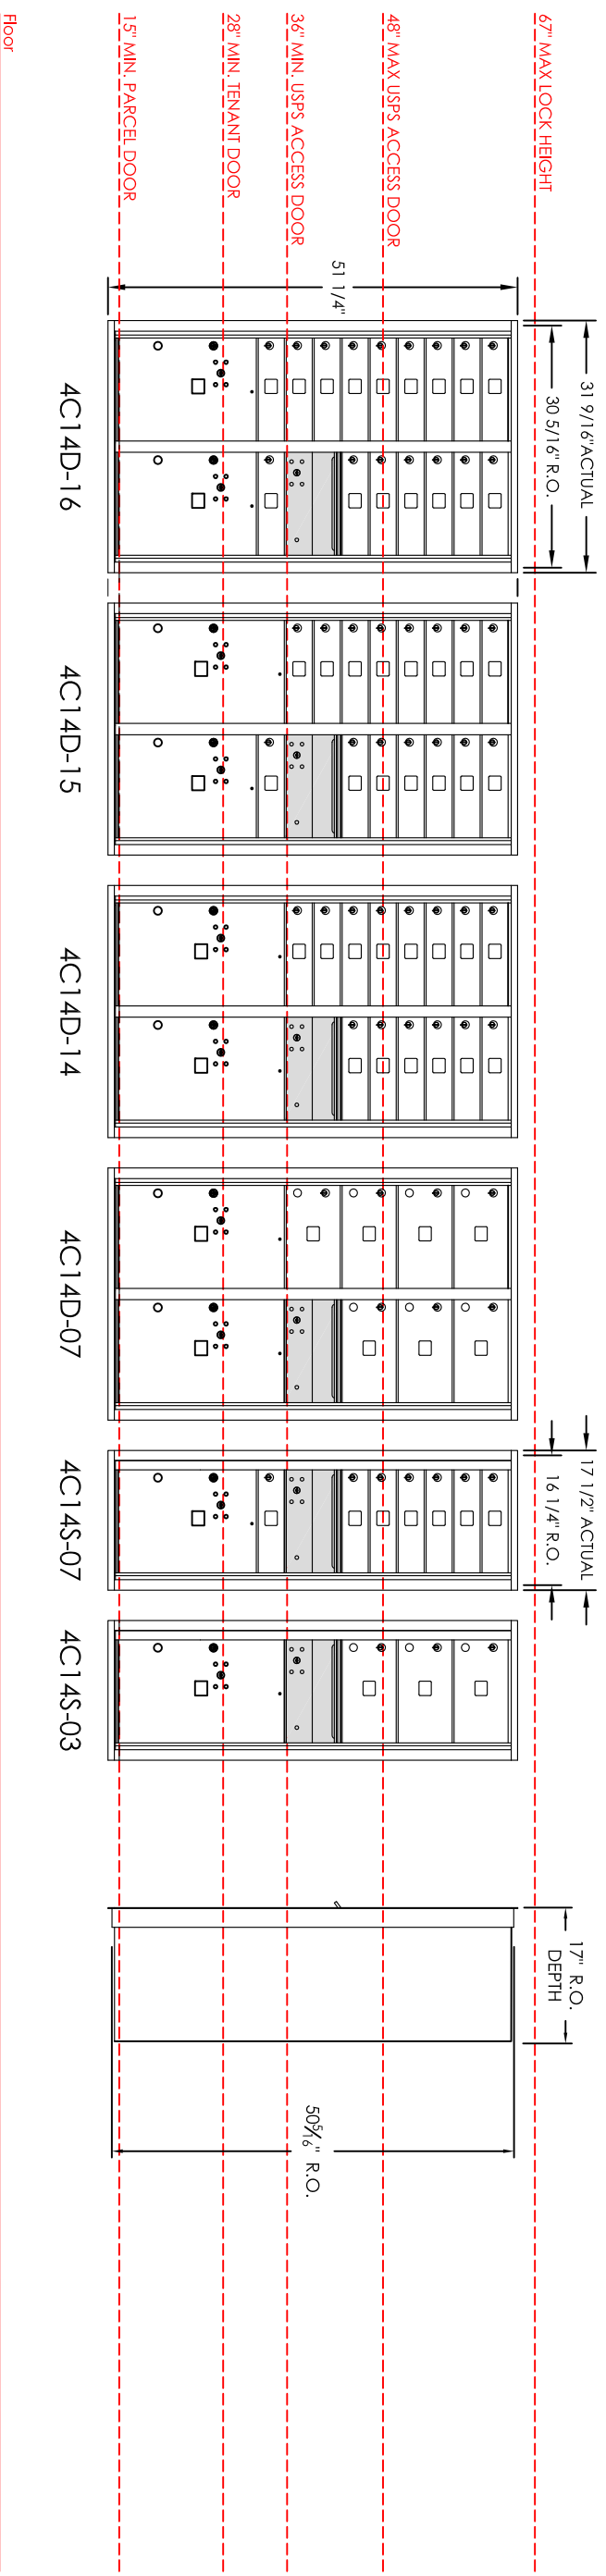 67" MAX LOCK HEIGHT
48" MAX USPS ACCESS DOOR
36" MIN. USPS ACCESS DOOR
28" MIN. TENANT DOOR
15" MIN. PARCEL DOOR
Floor
31 9/16" ACTUAL
30 5/16" R.O.
51 1/4"
4C14D-16
4C14D-15
4C14D-14
4C14D-07
17 1/2" ACTUAL
16 1/4" R.O.
4C14S-07
4C14S-03
17" R.O.
DEPTH
50 5/16" R.O.